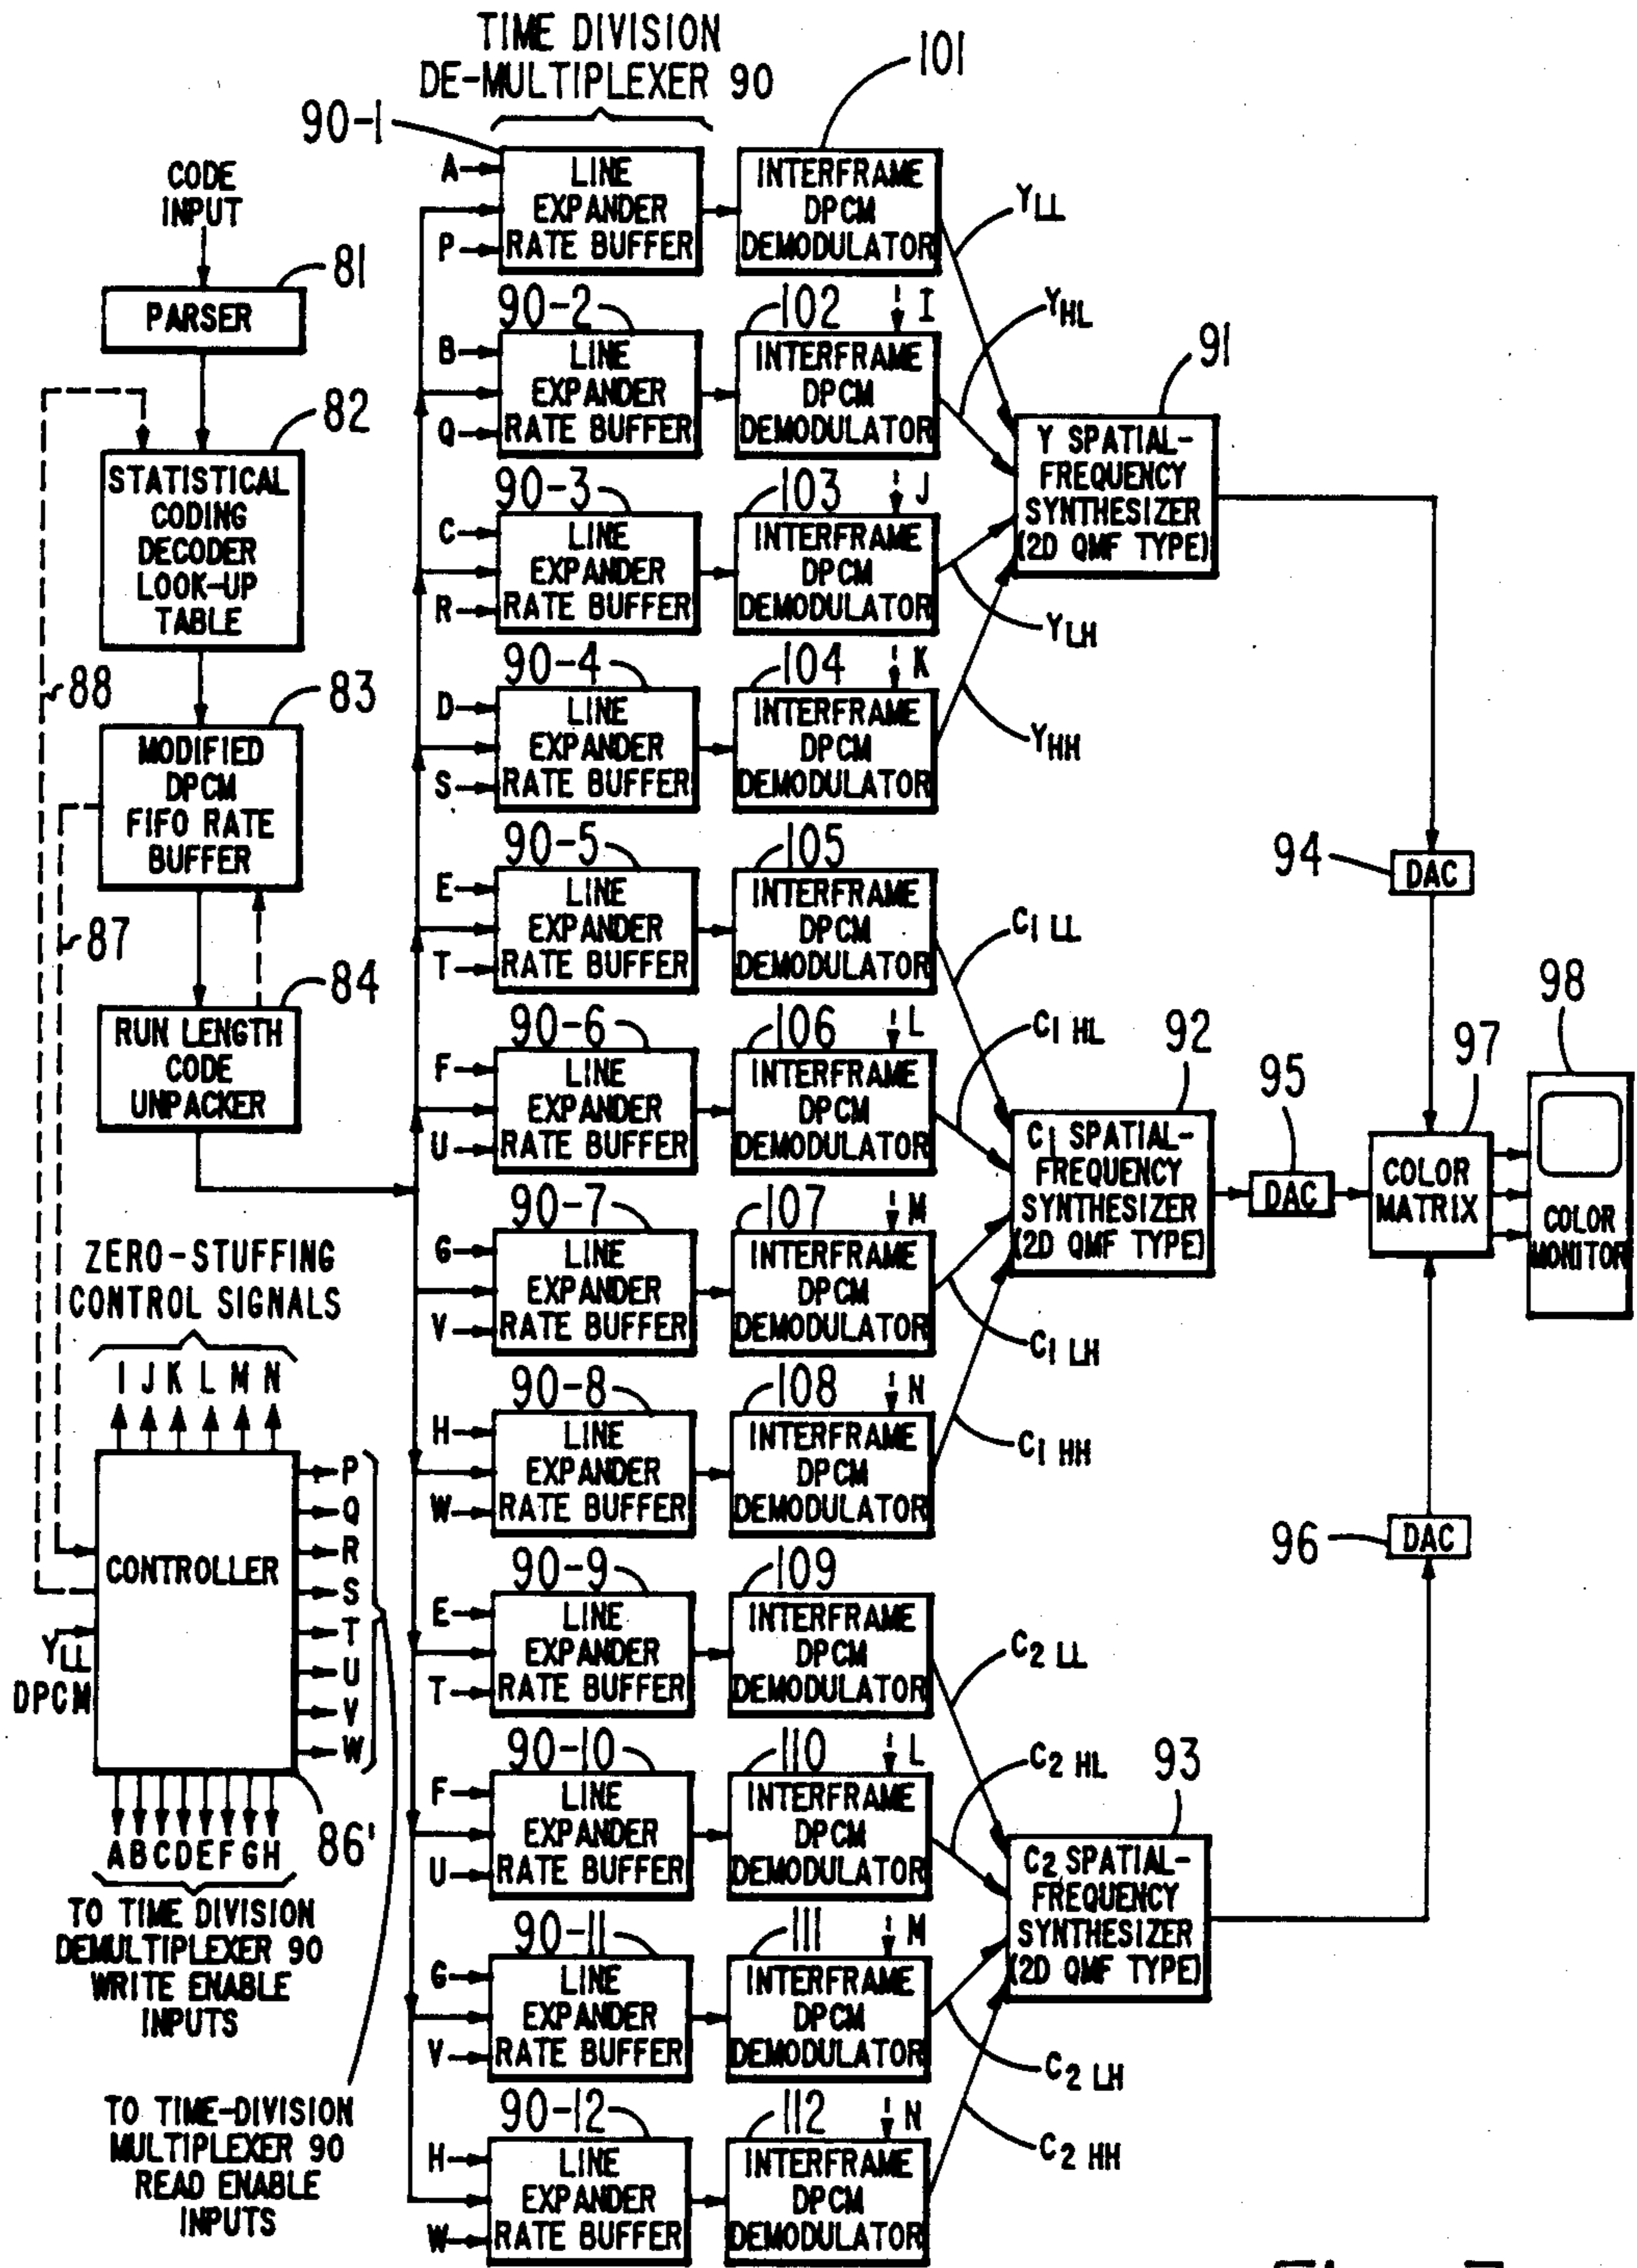 TIME DIVISION
DE-MULTIPLEXER 90
101
90-1
CODE
INPUT
81
PARSER
82
STATISTICAL
CODING
DECODER
LOOK-UP
TABLE
88
83
MODIFIED
DPCM
FIFO RATE
BUFFER
87
84
RUN LENGTH
CODE
UNPACKER
ZERO-STUFFING
CONTROL SIGNALS
I J K L M N
CONTROLLER
P
Q
R
S
T
U
V
W
YLL
DPCM
ABCDEFGH
86'
TO TIME DIVISION
DEMULTIPLEXER 90
WRITE ENABLE
INPUTS
TO TIME-DIVISION
MULTIPLEXER 90
READ ENABLE
INPUTS
A
P
LINE
EXPANDER
RATE BUFFER
INTERFRAME
DPCM
DEMODULATOR
YLL
90-2
B
Q
LINE
EXPANDER
RATE BUFFER
102
I
INTERFRAME
DPCM
DEMODULATOR
YHL
90-3
C
R
LINE
EXPANDER
RATE BUFFER
103
J
INTERFRAME
DPCM
DEMODULATOR
YLH
90-4
D
S
LINE
EXPANDER
RATE BUFFER
104
K
INTERFRAME
DPCM
DEMODULATOR
YHH
90-5
E
T
LINE
EXPANDER
RATE BUFFER
105
INTERFRAME
DPCM
DEMODULATOR
C1 LL
90-6
F
U
LINE
EXPANDER
RATE BUFFER
106
L
INTERFRAME
DPCM
DEMODULATOR
C1 HL
90-7
G
V
LINE
EXPANDER
RATE BUFFER
107
M
INTERFRAME
DPCM
DEMODULATOR
C1 LH
90-8
H
W
LINE
EXPANDER
RATE BUFFER
108
N
INTERFRAME
DPCM
DEMODULATOR
C1 HH
90-9
E
T
LINE
EXPANDER
RATE BUFFER
109
INTERFRAME
DPCM
DEMODULATOR
C2 LL
90-10
F
U
LINE
EXPANDER
RATE BUFFER
110
L
INTERFRAME
DPCM
DEMODULATOR
C2 HL
90-11
G
V
LINE
EXPANDER
RATE BUFFER
111
M
INTERFRAME
DPCM
DEMODULATOR
C2 LH
90-12
H
W
LINE
EXPANDER
RATE BUFFER
112
N
INTERFRAME
DPCM
DEMODULATOR
C2 HH
91
Y SPATIAL-
FREQUENCY
SYNTHESIZER
(2D QMF TYPE)
92
C1 SPATIAL-
FREQUENCY
SYNTHESIZER
(2D QMF TYPE)
93
C2 SPATIAL-
FREQUENCY
SYNTHESIZER
(2D QMF TYPE)
94
DAC
95
DAC
96
DAC
97
COLOR
MATRIX
98
COLOR
MONITOR